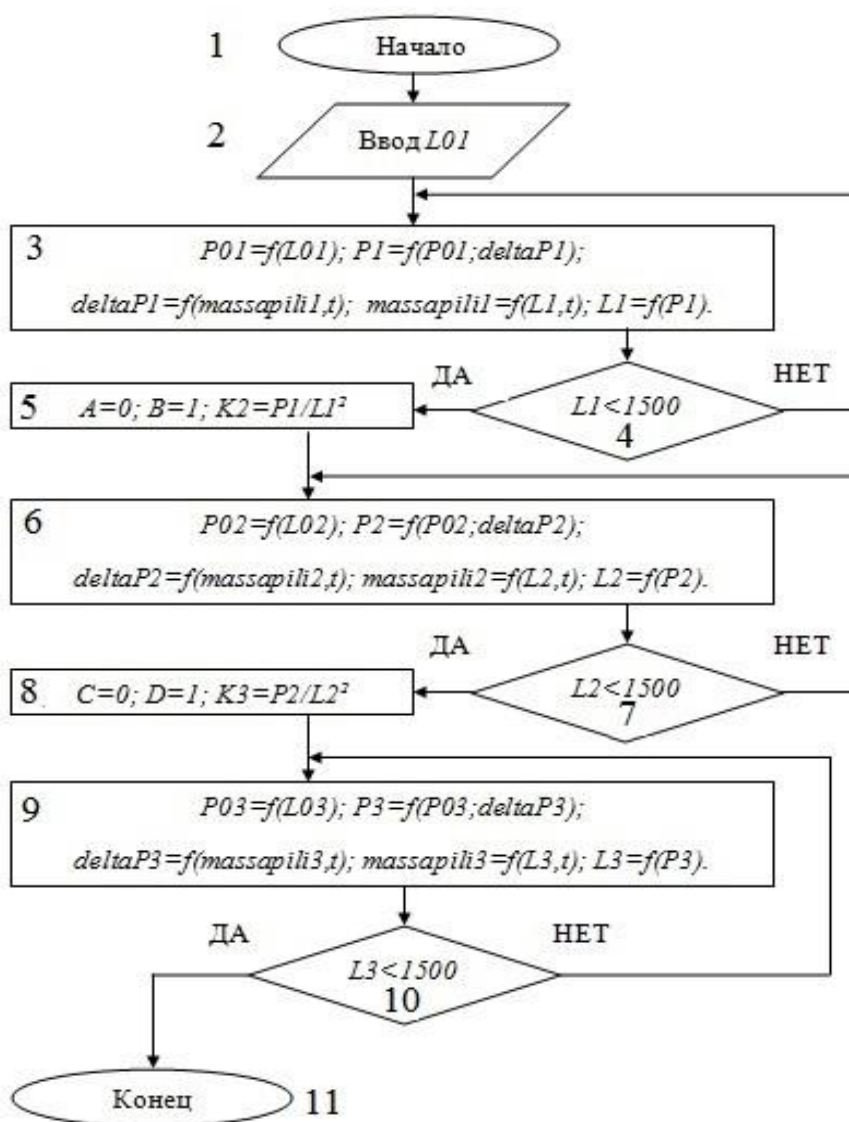 1
Начало
2
Ввод L01
3
P01=f(L01); P1=f(P01;deltaP1);
deltaP1=f(massapili1,t); massapili1=f(L1,t); L1=f(P1).
ДА
НЕТ
L1<1500
4
5
A=0; B=1; K2=P1/L1²
6
P02=f(L02); P2=f(P02;deltaP2);
deltaP2=f(massapili2,t); massapili2=f(L2,t); L2=f(P2).
ДА
НЕТ
L2<1500
7
8
C=0; D=1; K3=P2/L2²
9
P03=f(L03); P3=f(P03;deltaP3);
deltaP3=f(massapili3,t); massapili3=f(L3,t); L3=f(P3).
ДА
НЕТ
L3<1500
10
Конец
11